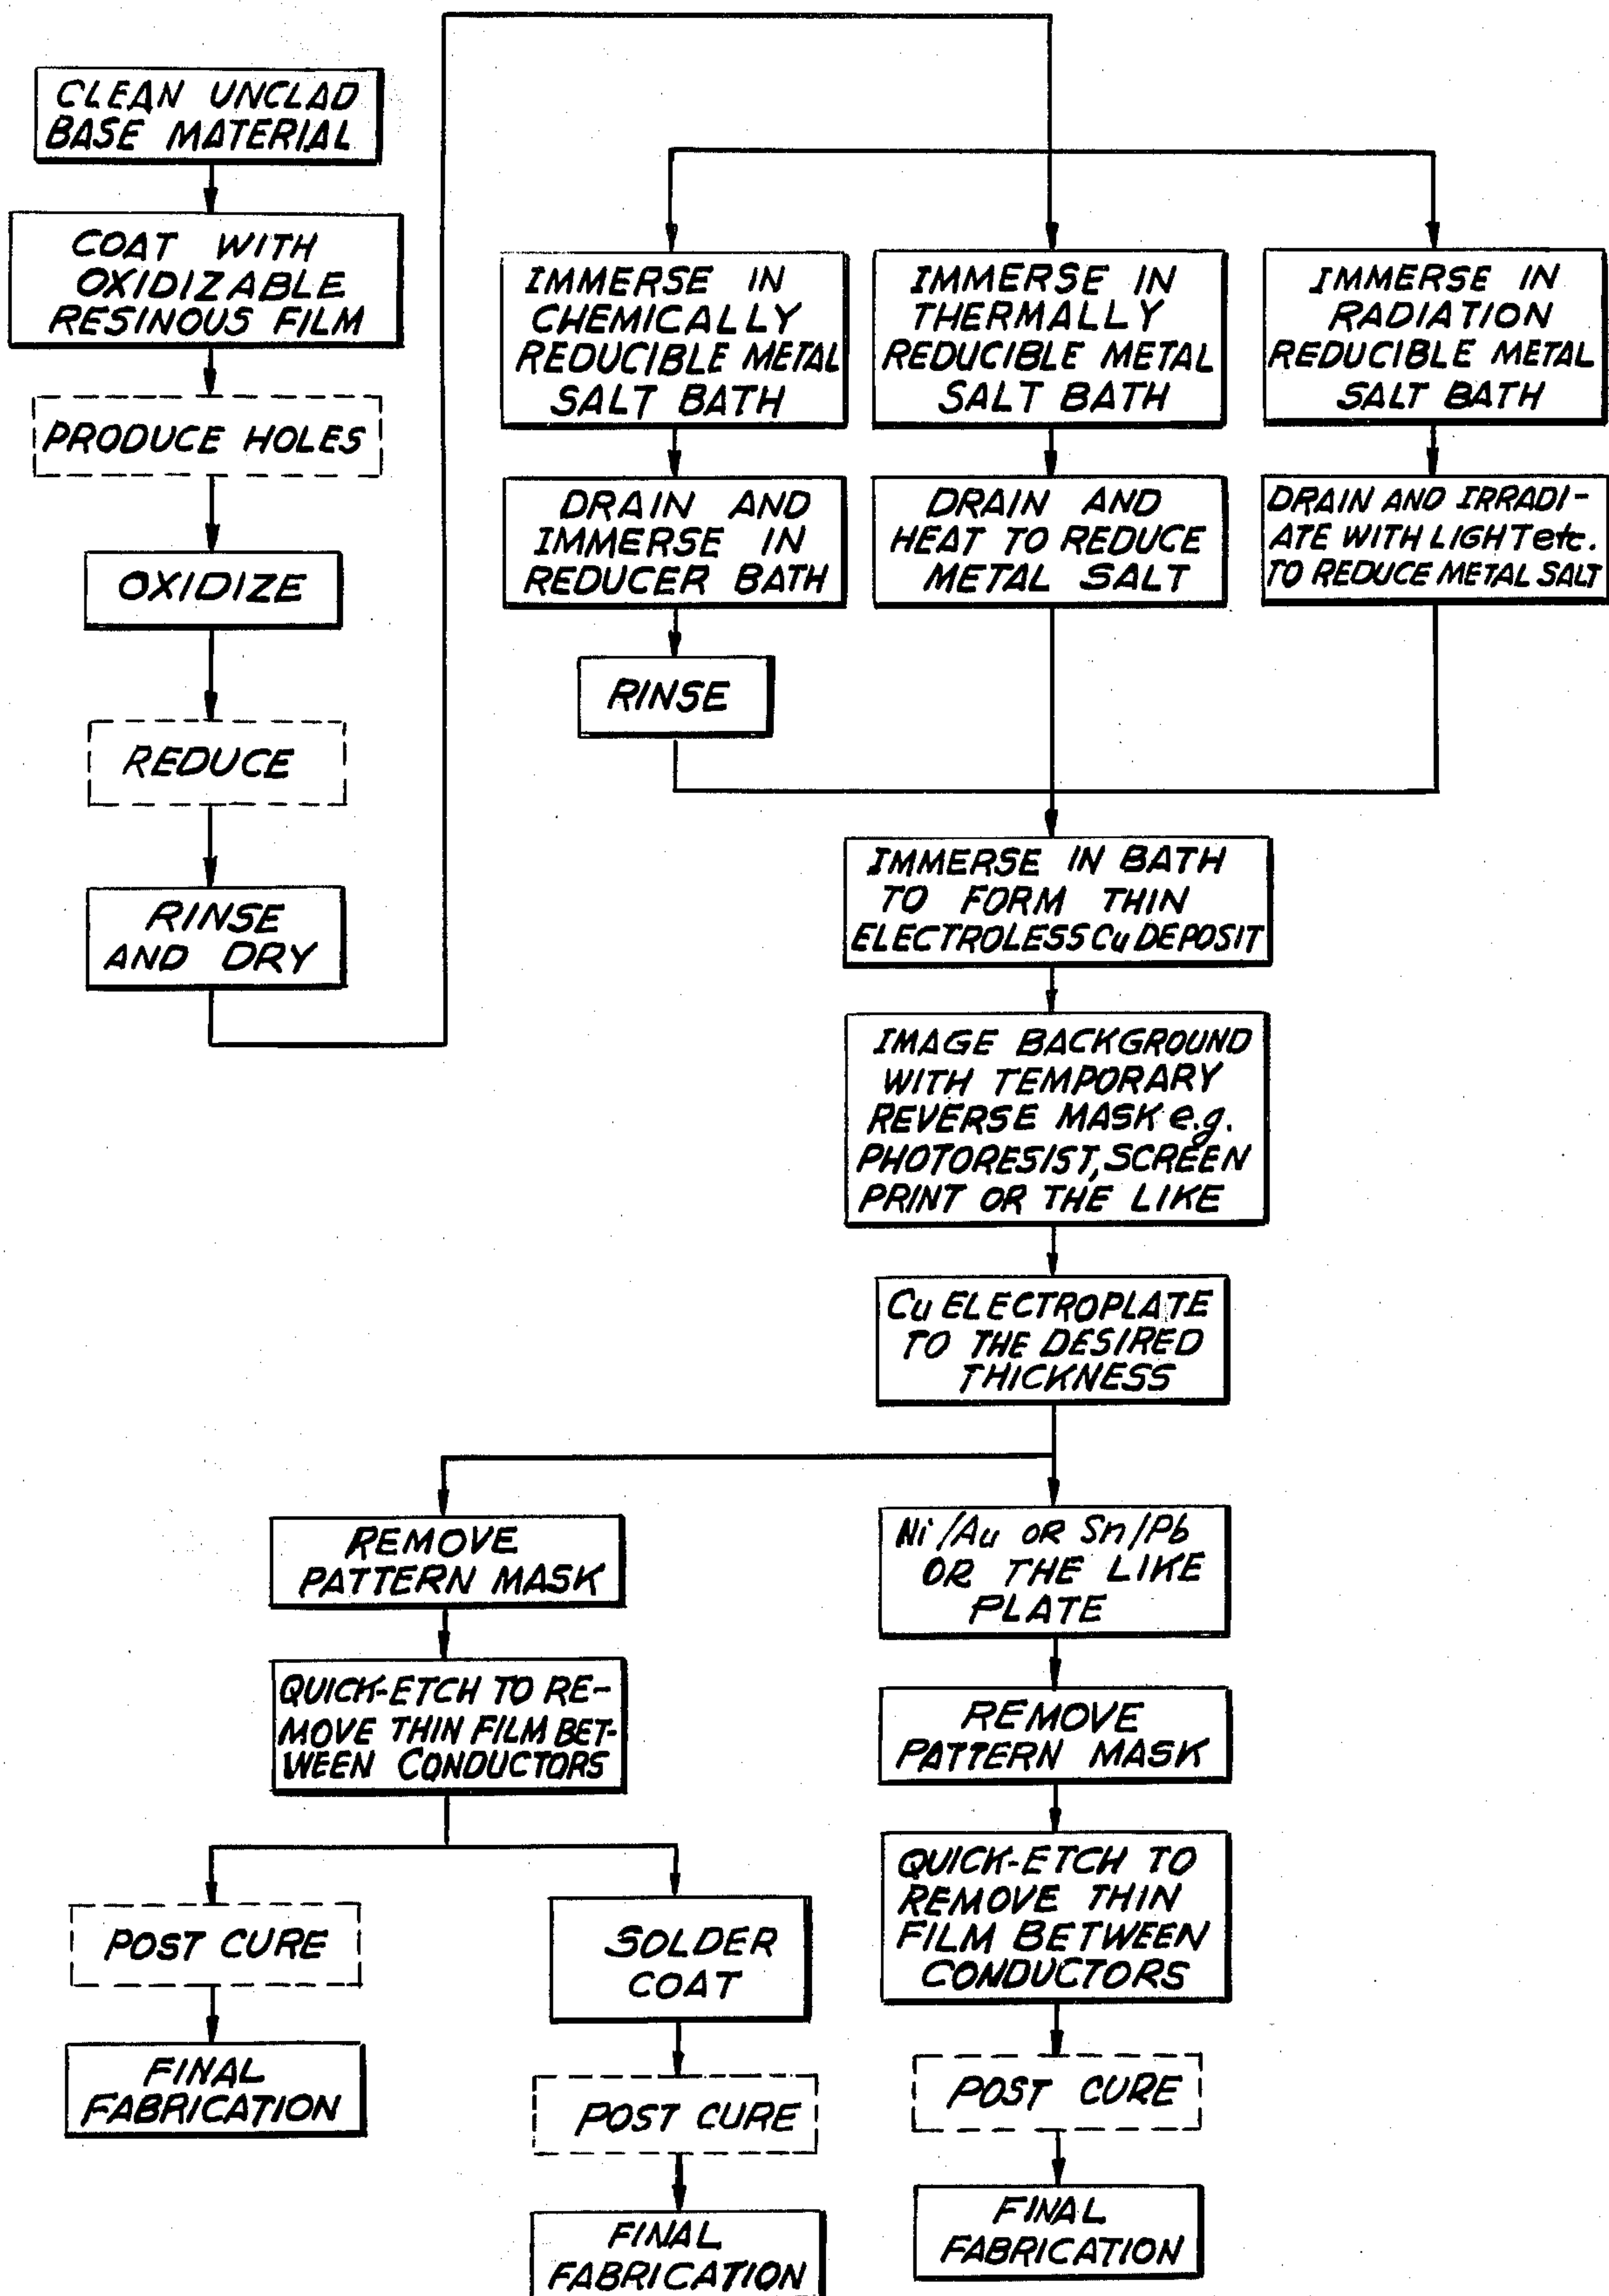 CLEAN UNCLAD
BASE MATERIAL
COAT WITH
OXIDIZABLE
RESINOUS FILM
PRODUCE HOLES
OXIDIZE
REDUCE
RINSE
AND DRY
IMMERSE IN
CHEMICALLY
REDUCIBLE METAL
SALT BATH
DRAIN AND
IMMERSE IN
REDUCER BATH
RINSE
IMMERSE IN
THERMALLY
REDUCIBLE METAL
SALT BATH
DRAIN AND
HEAT TO REDUCE
METAL SALT
IMMERSE IN
RADIATION
REDUCIBLE METAL
SALT BATH
DRAIN AND IRRADI-
ATE WITH LIGHT etc.
TO REDUCE METAL SALT
IMMERSE IN BATH
TO FORM THIN
ELECTROLESS Cu DEPOSIT
IMAGE BACKGROUND
WITH TEMPORARY
REVERSE MASK e.g.
PHOTORESIST, SCREEN
PRINT OR THE LIKE
Cu ELECTROPLATE
TO THE DESIRED
THICKNESS
REMOVE
PATTERN MASK
QUICK-ETCH TO RE-
MOVE THIN FILM BET-
WEEN CONDUCTORS
POST CURE
FINAL
FABRICATION
SOLDER
COAT
POST CURE
FINAL
FABRICATION
Ni/Au OR Sn/Pb
OR THE LIKE
PLATE
REMOVE
PATTERN MASK
QUICK-ETCH TO
REMOVE THIN
FILM BETWEEN
CONDUCTORS
POST CURE
FINAL
FABRICATION